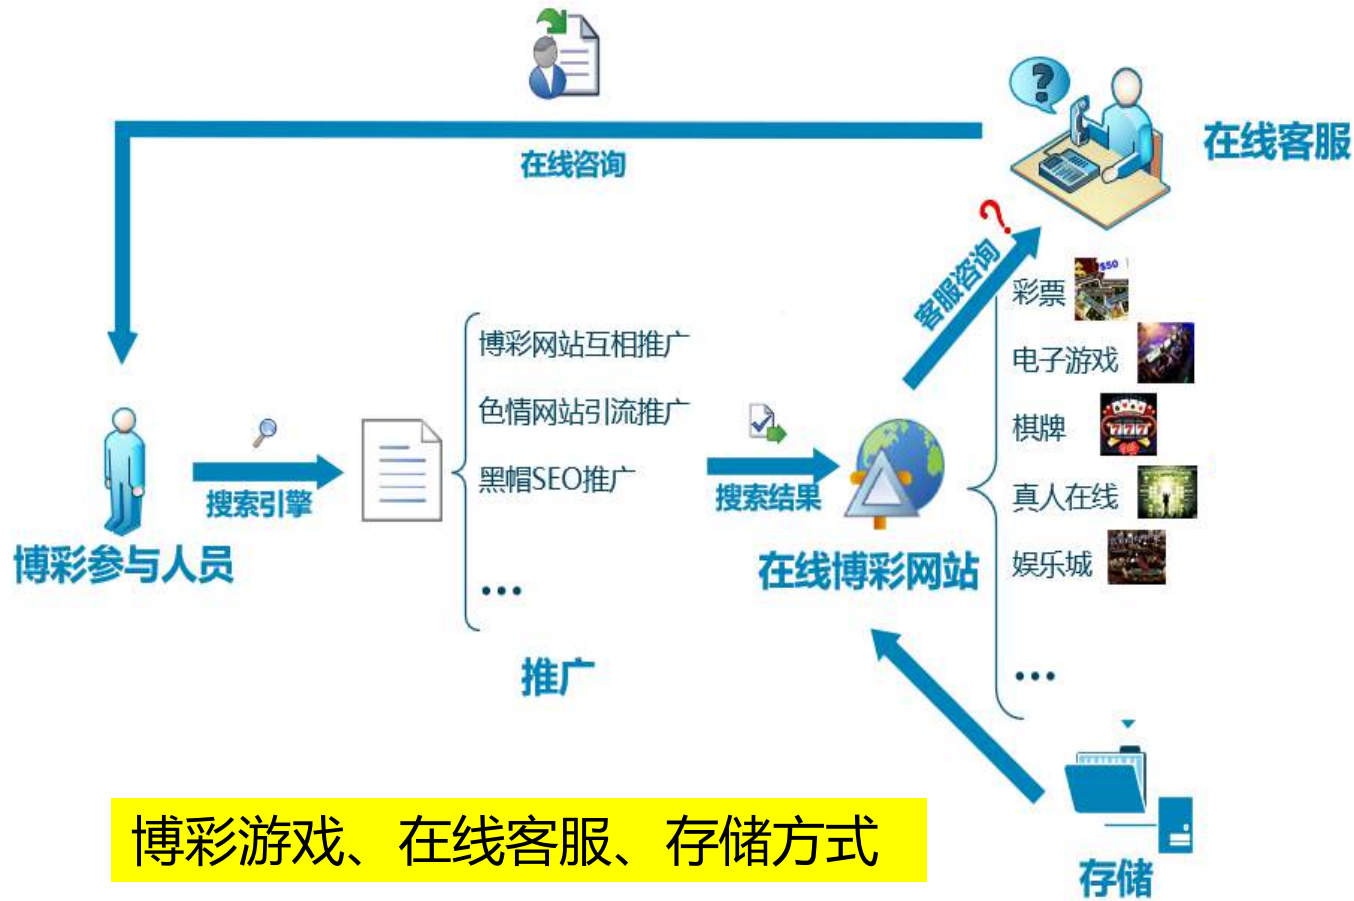 在线咨询
在线客服
客服咨询
?
彩票
$50
电子游戏
棋牌
777
真人在线
娱乐城
...
博彩网站互相推广
色情网站引流推广
黑帽SEO推广
...
推广
搜索引擎
博彩参与人员
搜索结果
在线博彩网站
存储
博彩游戏、在线客服、存储方式